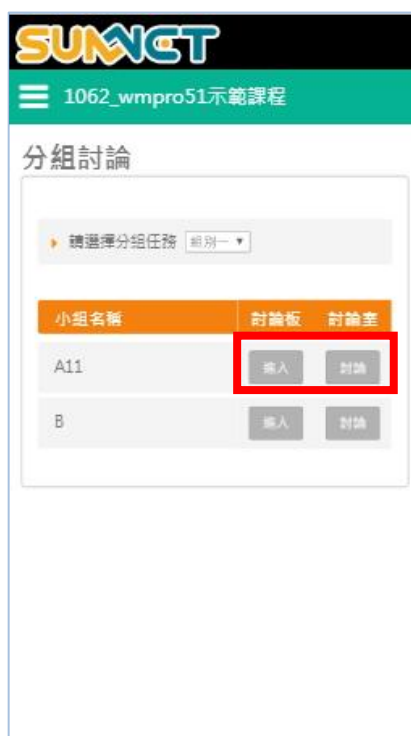 SUNNET
1062_wmpro51示範課程
分組討論
請選擇分組任務 組別一
小組名稱 討論板 討論室
A11 進入 討論
B 進入 討論